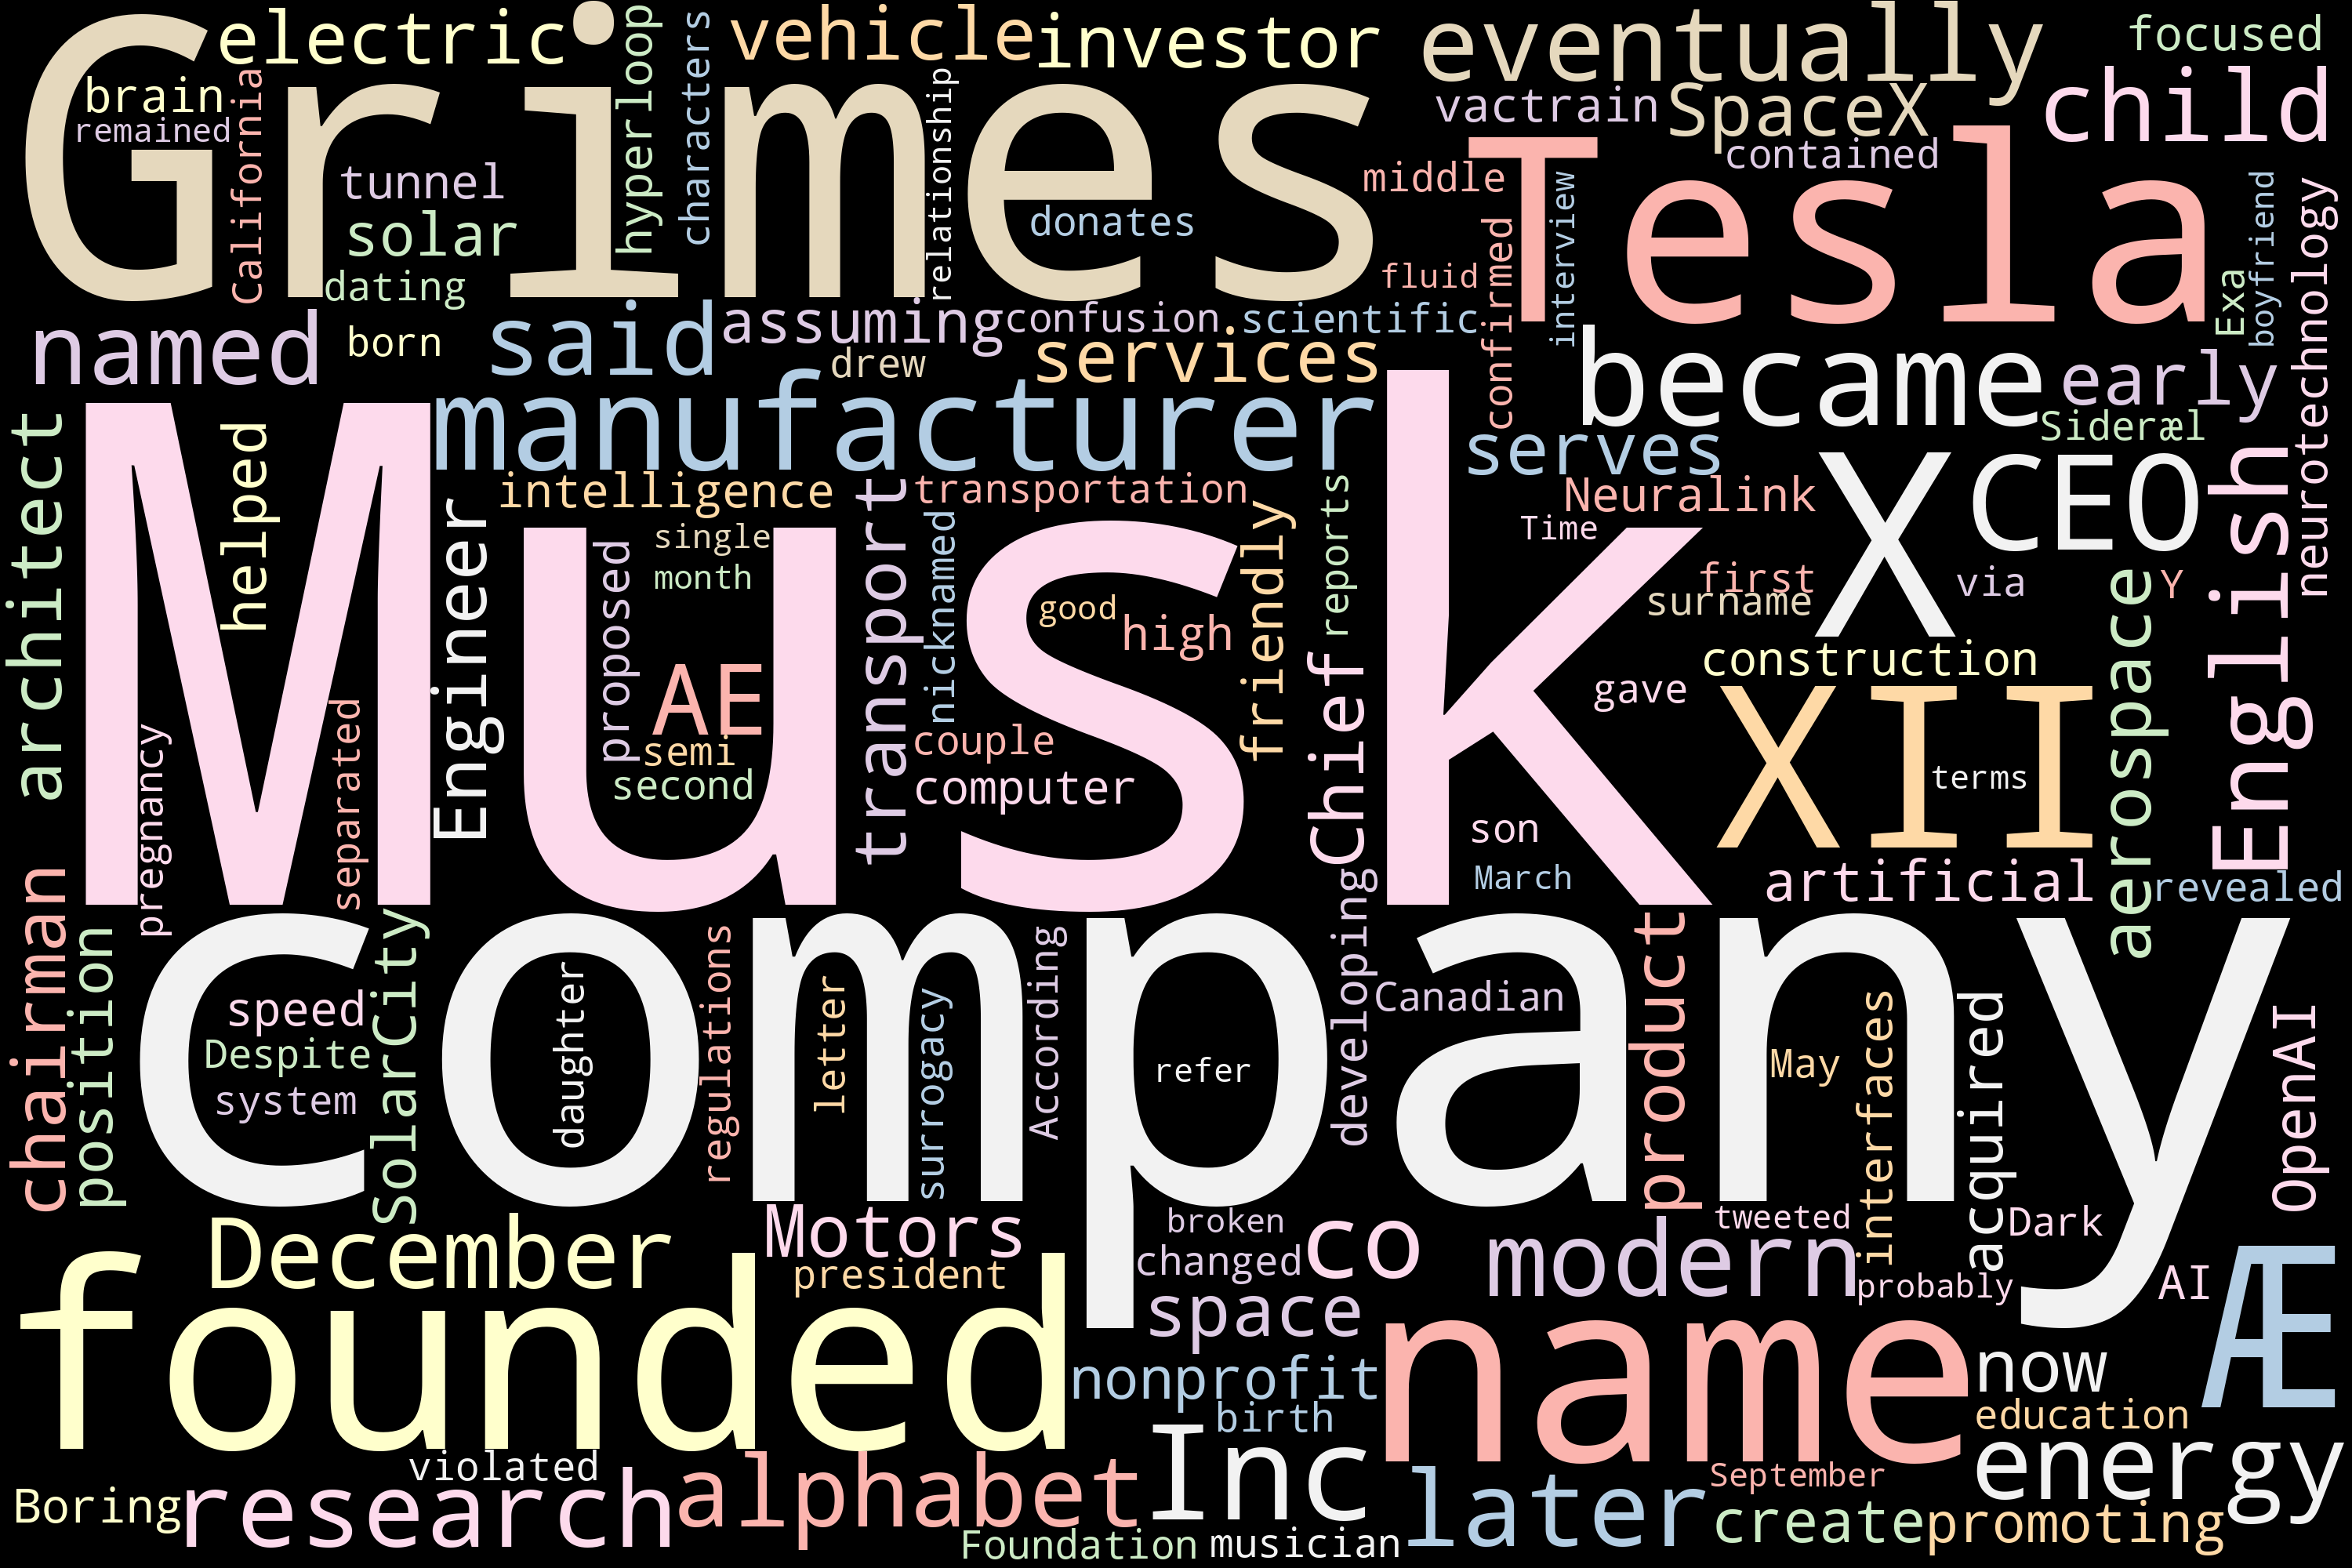 Grimes
electric
vehicle
investor
eventually
focused
brain
remained
California
hyperloop
characters
relationship
vactrain
SpaceX
child
contained
tunnel
solar
dating
donates
middle
Tesla
fluid
confirmed
interview
Exa
boyfriend
neurotechnology
named
born
said
assuming
confusion
scientific
drew
services
became
early
manufacturer
Sideræl
serves
architect
helped
Musk
Engineer
intelligence
transport
transportation
Neuralink
X
CEO
English
single
month
proposed
nicknamed
friendly
reports
Time
first
surname
via
Y
good
high
AE
semi
second
couple
computer
Chief
gave
construction
XII
terms
aerospace
pregnancy
separated
son
March
artificial
revealed
chairman
position
company
solarCity
speed
Despite
system
daughter
regulations
letter
surrogacy
According
refer
developing
Canadian
product
May
interfaces
acquired
OpenAI
December
Motors
president
broken
changed
co
modern
tweeted
Dark
probably
AI
founded
space
name
Æ
nonprofit
now
birth
education
violated
Boring
research
alphabet
Inc
later
September
energy
create
promoting
Foundation
musician